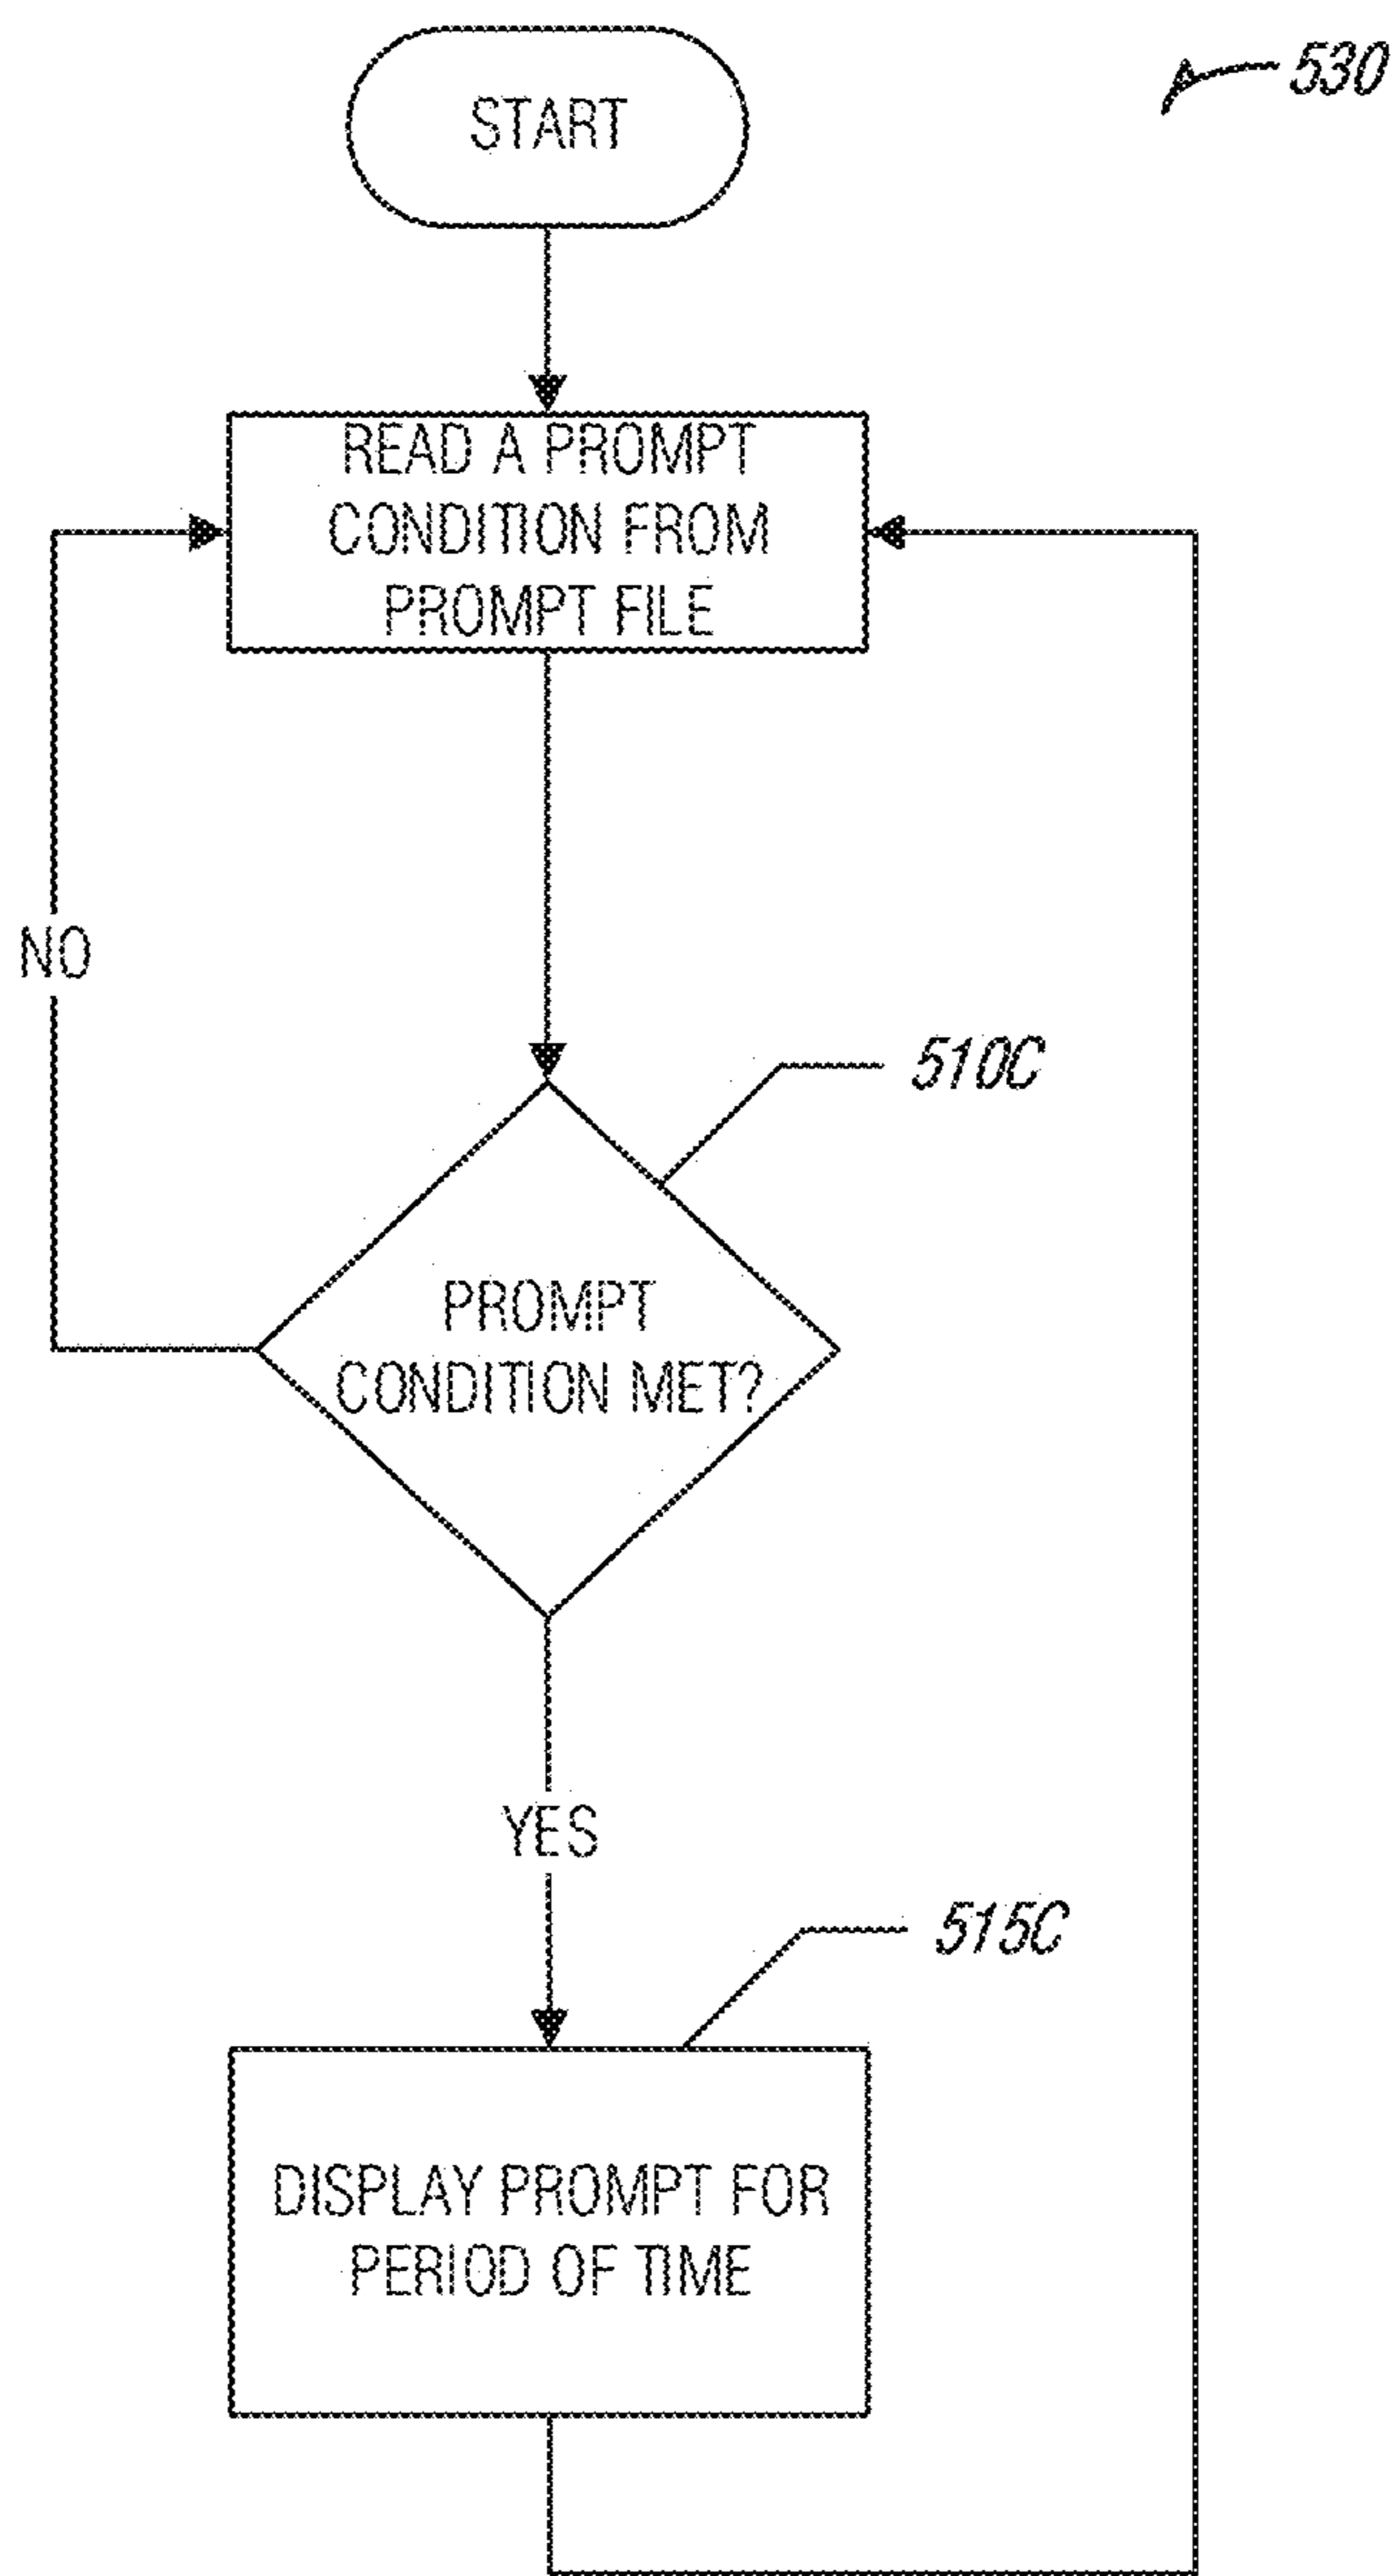 START
530
READ A PROMPT
CONDITION FROM
PROMPT FILE
NO
510C
PROMPT
CONDITION MET?
YES
515C
DISPLAY PROMPT FOR
PERIOD OF TIME